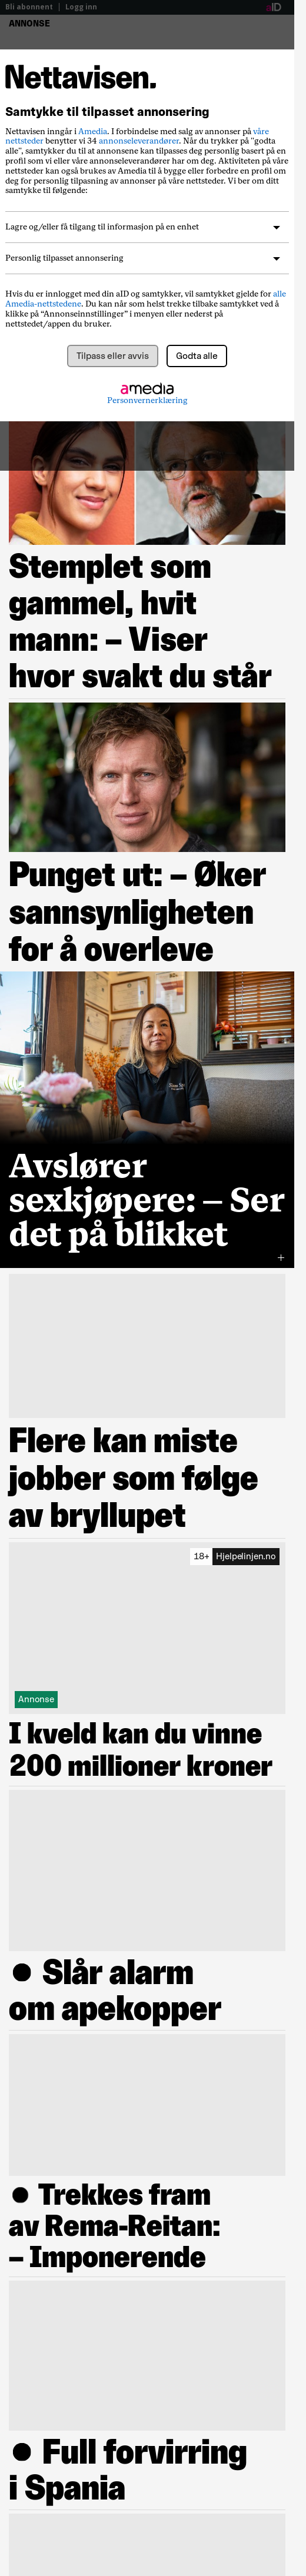 Bli abonnent | Logg inn
aID
ANNONSE
Nettavisen.
Samtykke til tilpasset annonsering
Nettavisen inngår i Amedia. I forbindelse med salg av annonser på våre
nettsteder benytter vi 34 annonseleverandører. Når du trykker på "godta
alle", samtykker du til at annonsene kan tilpasses deg personlig basert på en
profil som vi eller våre annonseleverandører har om deg. Aktiviteten på våre
nettsteder kan også brukes av Amedia til å bygge eller forbedre en profil om
deg for personlig tilpasning av annonser på våre nettsteder. Vi ber om ditt
samtykke til følgende:
Lagre og/eller få tilgang til informasjon på en enhet
Personlig tilpasset annonsering
Hvis du er innlogget med din aID og samtykker, vil samtykket gjelde for alle
Amedia-nettstedene. Du kan når som helst trekke tilbake samtykket ved å
klikke på "Annonseinnstillinger" i menyen eller nederst på
nettstedet/appen du bruker.
Tilpass eller avvis
Godta alle
amedia
Personvernerklæring
Stemplet som
gammel, hvit
mann: – Viser
hvor svakt du står
Punget ut: – Øker
sannsynligheten
for å overleve
Avslører
sexkjøpere: – Ser
det på blikket
+
Flere kan miste
jobber som følge
av bryllupet
18+ Hjelpelinjen.no
Annonse
I kveld kan du vinne
200 millioner kroner
● Slår alarm
om apekopper
● Trekkes fram
av Rema-Reitan:
– Imponerende
● Full forvirring
i Spania